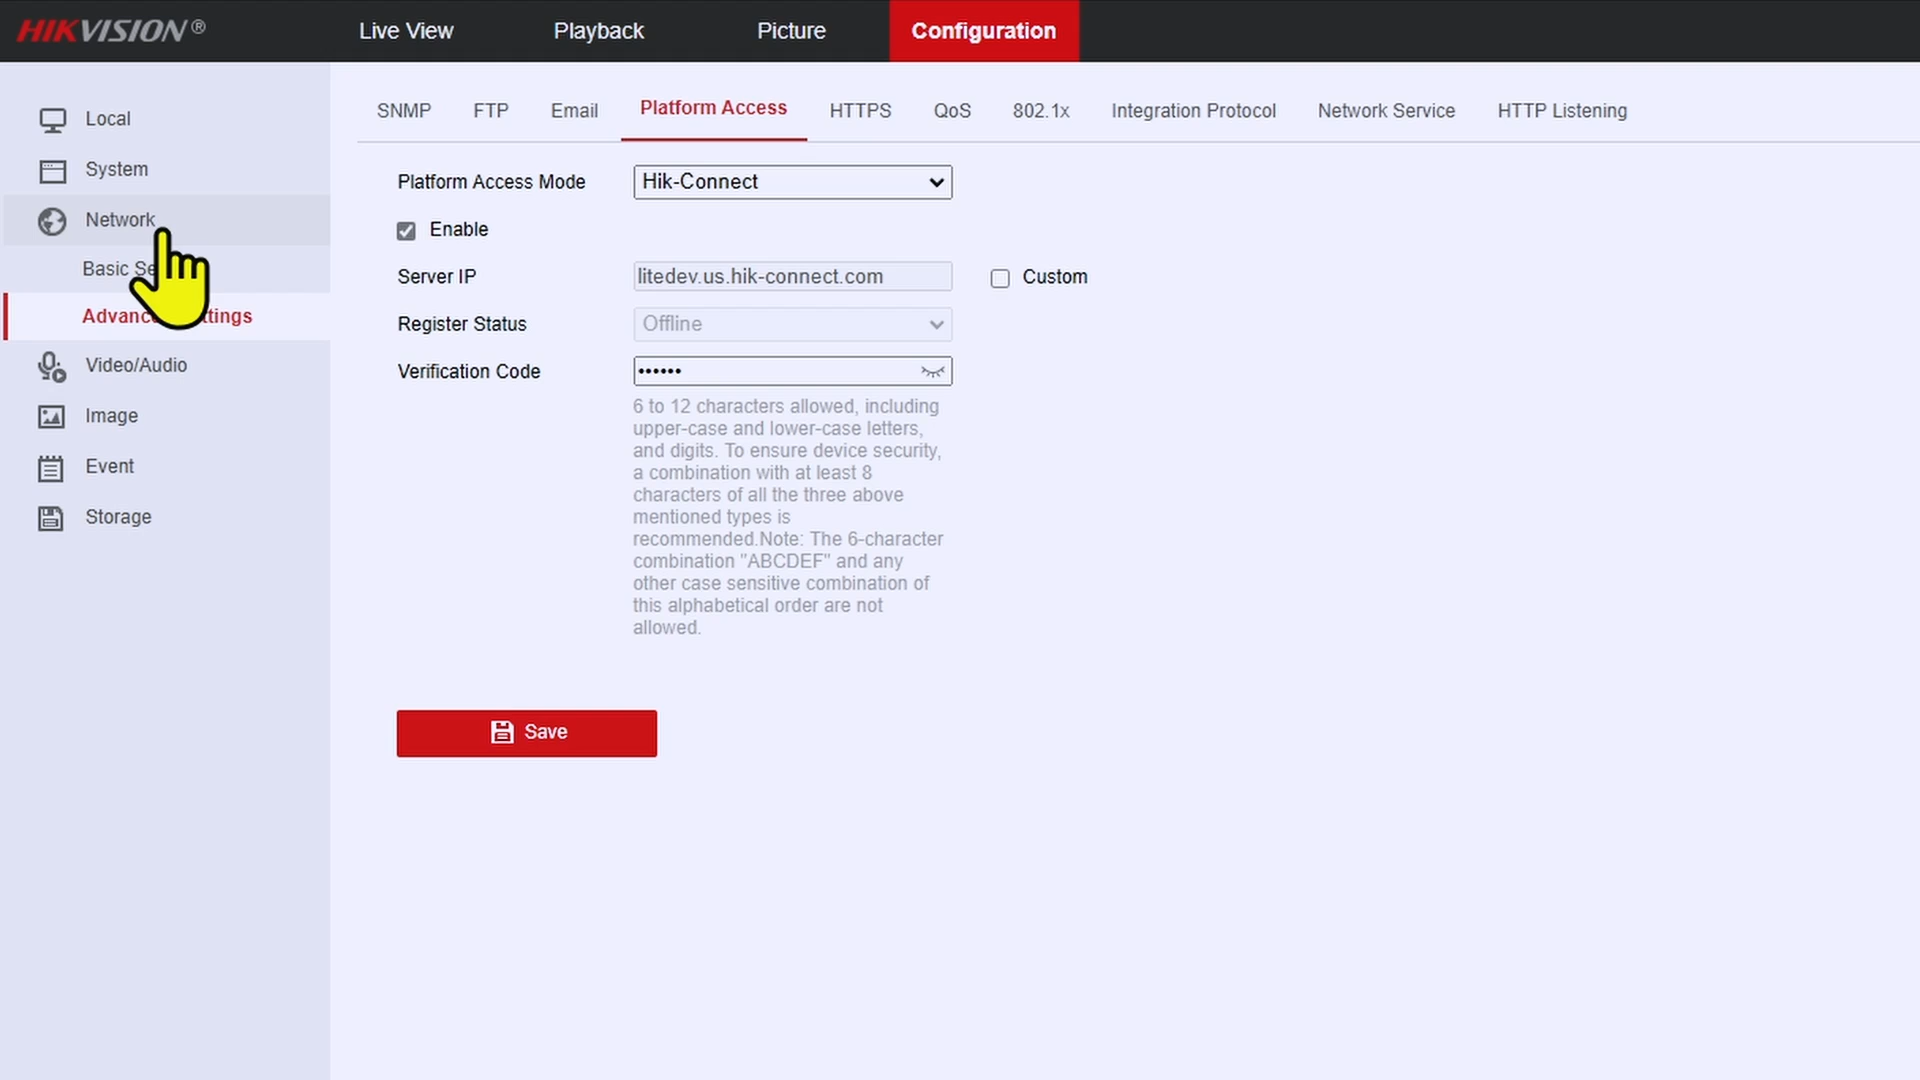 HIKVISION®
Live View
Playback
Picture
Configuration
Local
System
Network
Basic Se
Advanc ttings
Video/Audio
Image
Event
Storage
SNMP
FTP
Email
Platform Access
HTTPS
QoS
802.1x
Integration Protocol
Network Service
HTTP Listening
Platform Access Mode
Hik-Connect
Enable
Server IP
litedev.us.hik-connect.com
Custom
Register Status
Offline
Verification Code
••••••
6 to 12 characters allowed, including
upper-case and lower-case letters,
and digits. To ensure device security,
a combination with at least 8
characters of all the three above
mentioned types is
recommended.Note: The 6-character
combination "ABCDEF" and any
other case sensitive combination of
this alphabetical order are not
allowed.
Save